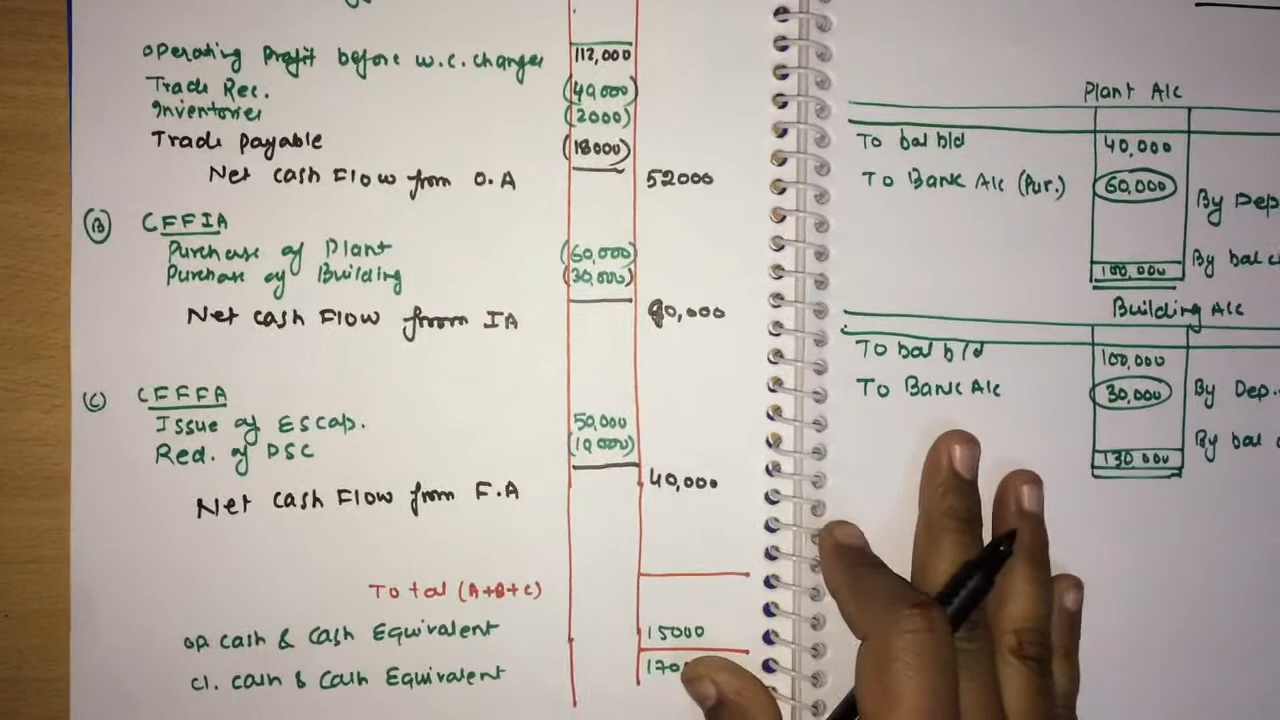 Operating Profit before W.C. changes 112,000
Trade Rec. (40,000)
Inventories (2000)
Trade payable (18000)
Net cash Flow from O.A 52000
(B) CFFIA
Purchase of Plant (60,000)
Purchase of Building (30,000)
Net cash Flow froom IA 90,000
(C) CFFFA
Issue of EScap. 50,000
Red. of DSC (10,000)
Net cash Flow from F.A 40,000
Total (A+B+C)
op. cash & Cash Equivalent 15000
cl. cash & Cash Equivalent
Plant A/c
To bal b/d 40,000
To Bank A/c (Pur.) 60,000
By Dep
By bal
100,000
Building A/c
To bal b/d 100,000
To Bank A/c 30,000
By Dep.
By bal
130 000